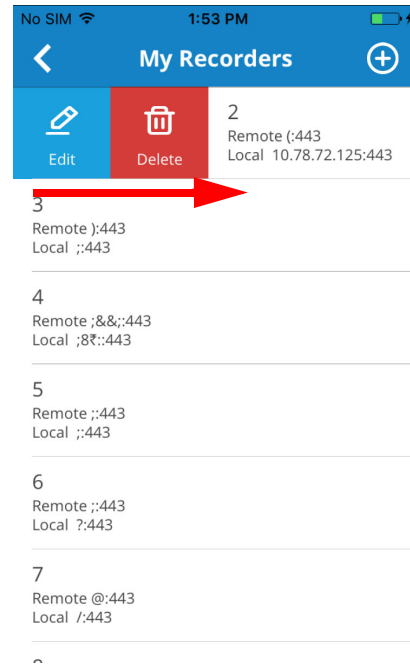 No SIM 1:53 PM
My Recorders
Edit
Delete
2
Remote (:443
Local 10.78.72.125:443
3
Remote ):443
Local ;:443
4
Remote ;&&;:443
Local ;8₹::443
5
Remote ;:443
Local ;:443
6
Remote ;:443
Local ?:443
7
Remote @:443
Local /:443